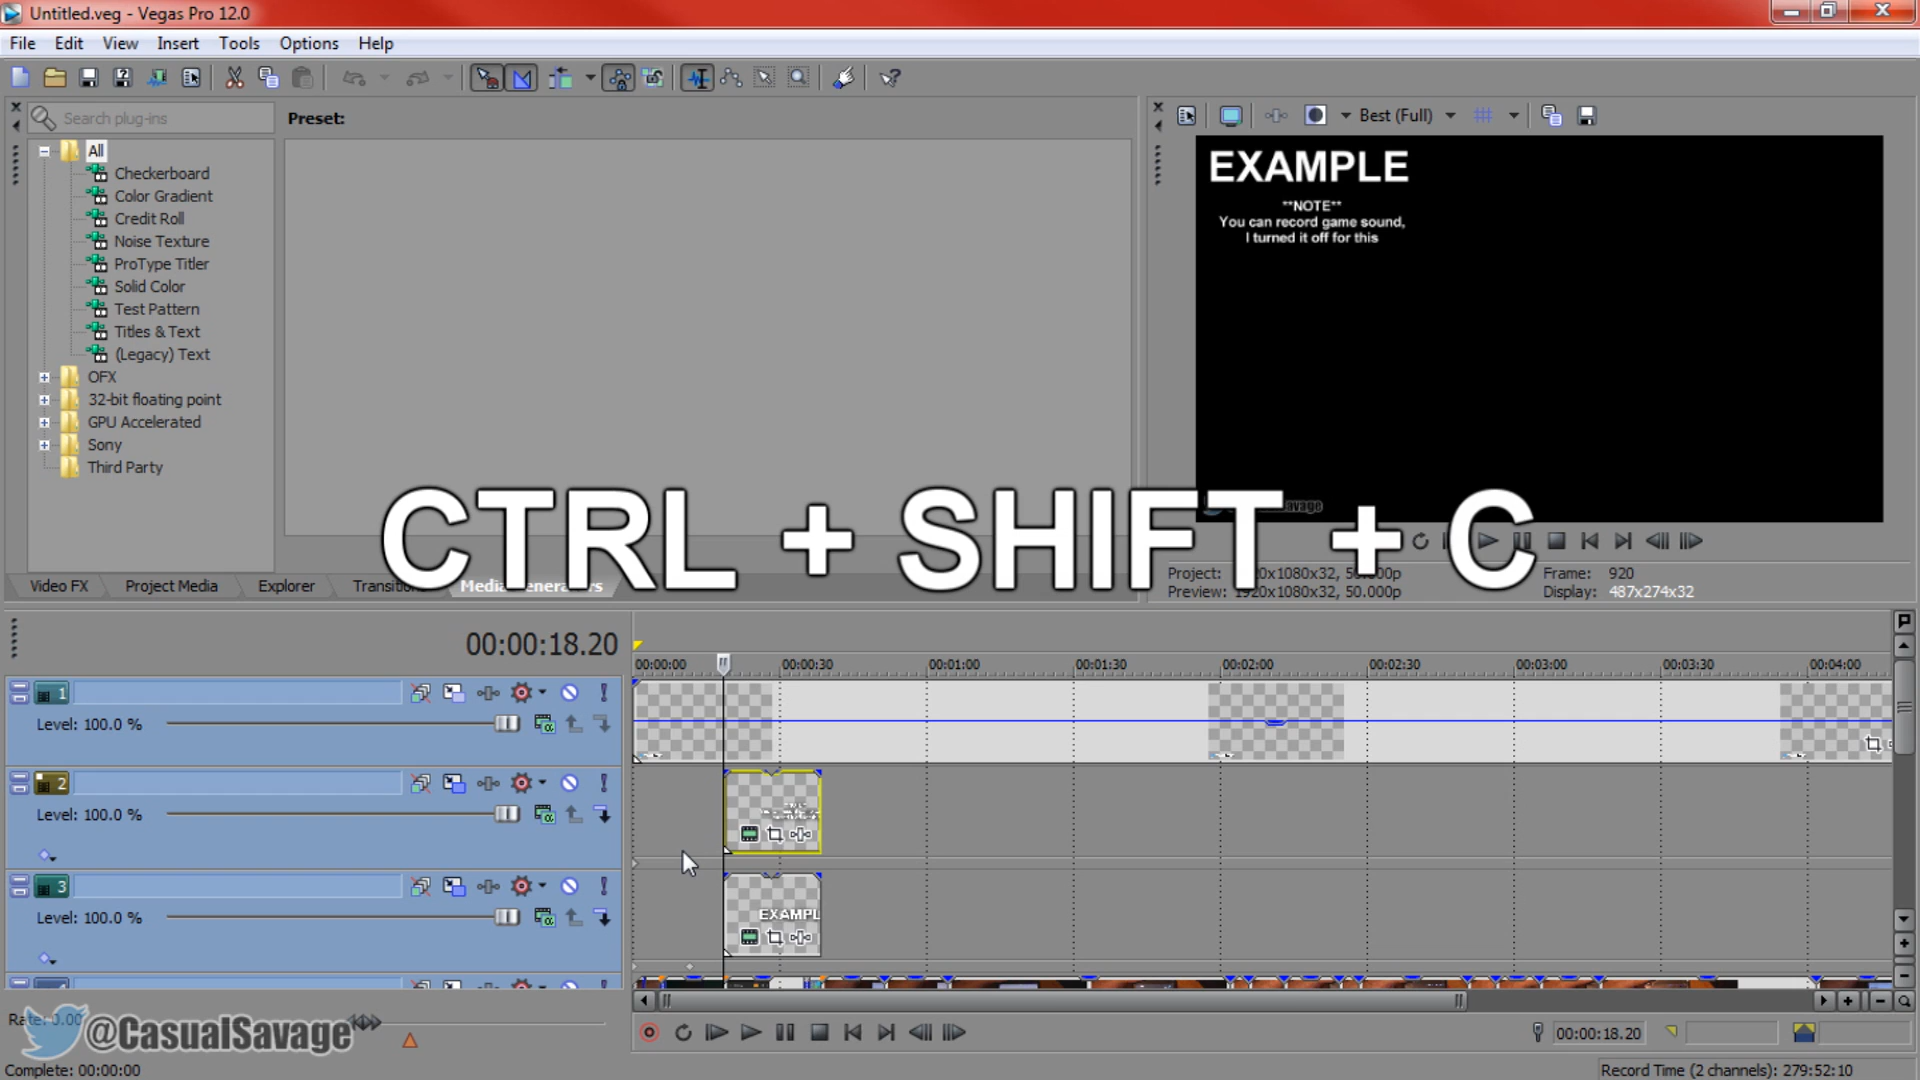 Untitled.veg - Vegas Pro 12.0
File Edit View Insert Tools Options Help
Search plug-ins
Preset:
Best (Full)
All
Checkerboard
Color Gradient
Credit Roll
Noise Texture
ProType Titler
Solid Color
Test Pattern
Titles & Text
(Legacy) Text
OFX
32-bit floating point
GPU Accelerated
Sony
Third Party
EXAMPLE
**NOTE**
You can record game sound,
I turned it off for this
CTRL + SHIFT + C
Video FX Project Media Explorer
Project:
Preview: 1920x1080x32, 50.000p
Frame: 920
Display: 487x274x32
00:00:18.20
00:00:00 00:00:30 00:01:00 00:01:30 00:02:00 00:02:30 00:03:00 00:03:30 00:04:00
1
Level: 100.0 %
2
Level: 100.0 %
3
Level: 100.0 %
EXAMPL
@CasualSavage
00:00:18.20
Complete: 00:00:00
Record Time (2 channels): 279:52:10